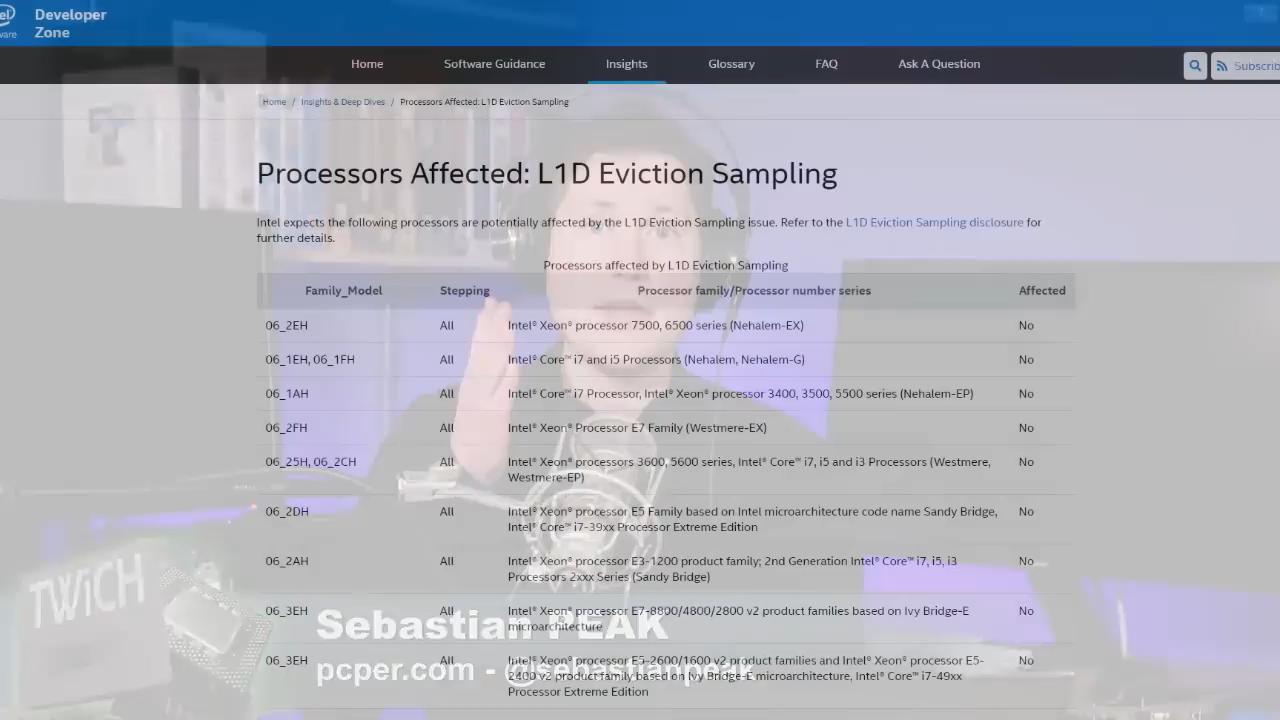 el
ware
Developer
Zone
Home
Software Guidance
Insights
Glossary
FAQ
Ask A Question
Subscrib
Home / Insights & Deep Dives / Processors Affected: L1D Eviction Sampling
Processors Affected: L1D Eviction Sampling
Intel expects the following processors are potentially affected by the L1D Eviction Sampling issue. Refer to the L1D Eviction Sampling disclosure for
further details.
Processors affected by L1D Eviction Sampling
Family_Model Stepping Processor family/Processor number series Affected
06_2EH All Intel® Xeon® processor 7500, 6500 series (Nehalem-EX) No
06_1EH, 06_1FH All Intel® Core™ i7 and i5 Processors (Nehalem, Nehalem-G) No
06_1AH All Intel® Core™ i7 Processor, Intel® Xeon® processor 3400, 3500, 5500 series (Nehalem-EP) No
06_2FH All Intel® Xeon® Processor E7 Family (Westmere-EX) No
06_25H, 06_2CH All Intel® Xeon® processors 3600, 5600 series, Intel® Core™ i7, i5 and i3 Processors (Westmere, No
Westmere-EP)
06_2DH All Intel® Xeon® processor E5 Family based on Intel microarchitecture code name Sandy Bridge, No
Intel® Core™ i7-39xx Processor Extreme Edition
06_2AH All Intel® Xeon® processor E3-1200 product family; 2nd Generation Intel® Core™ i7, i5, i3 No
Processors 2xxx Series (Sandy Bridge)
06_3EH All Intel® Xeon® processor E7-8800/4800/2800 v2 product families based on Ivy Bridge-E No
microarchitecture
06_3EH All Intel® Xeon® processor E5-2600/1600 v2 product families and Intel® Xeon® processor E5- No
2400 v2 product family based on Ivy Bridge-E microarchitecture, Intel® Core™ i7-49xx
Processor Extreme Edition
TWiCH
Sebastian PEAK
pcper.com - @sebastianpeak